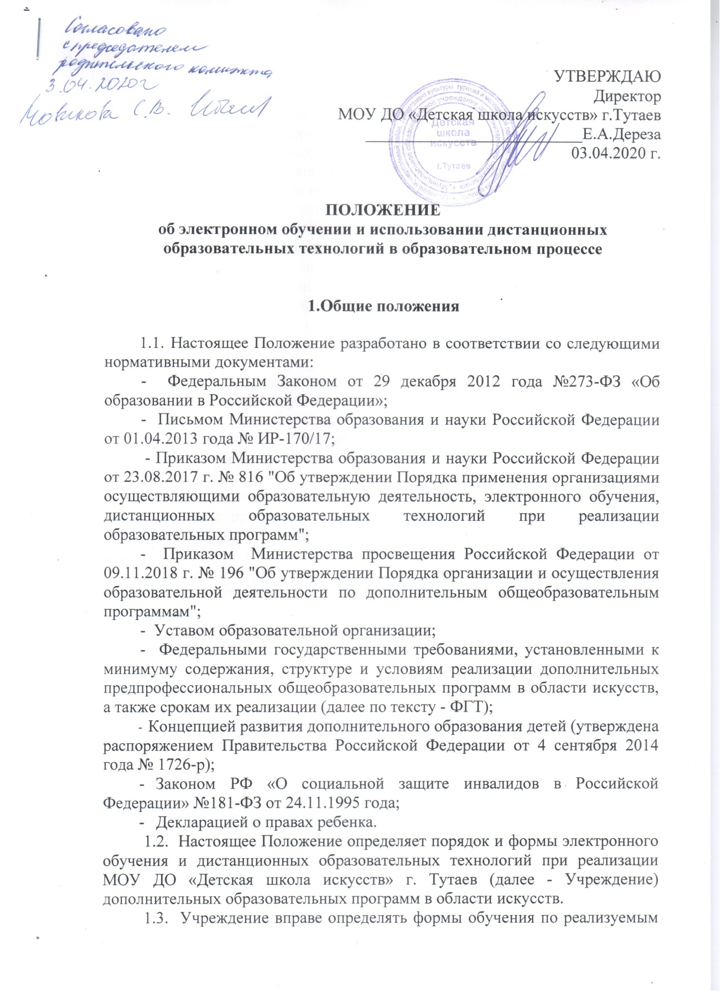 Согласовано
с председателем
родительского комитета
3.04.2020г
Новикова С.В.
УТВЕРЖДАЮ
Директор
МОУ ДО «Детская школа искусств» г.Тутаев
Е.А.Дереза
03.04.2020 г.
Детская
школа
искусств
г.Тутаев
ПОЛОЖЕНИЕ
об электронном обучении и использовании дистанционных
образовательных технологий в образовательном процессе
1.Общие положения
1.1. Настоящее Положение разработано в соответствии со следующими
нормативными документами:
- Федеральным Законом от 29 декабря 2012 года №273-ФЗ «Об
образовании в Российской Федерации»;
- Письмом Министерства образования и науки Российской Федерации
от 01.04.2013 года № ИР-170/17;
- Приказом Министерства образования и науки Российской Федерации
от 23.08.2017 г. № 816 "Об утверждении Порядка применения организациями
осуществляющими образовательную деятельность, электронного обучения,
дистанционных образовательных технологий при реализации
образовательных программ";
- Приказом Министерства просвещения Российской Федерации от
09.11.2018 г. № 196 "Об утверждении Порядка организации и осуществления
образовательной деятельности по дополнительным общеобразовательным
программам";
- Уставом образовательной организации;
- Федеральными государственными требованиями, установленными к
минимуму содержания, структуре и условиям реализации дополнительных
предпрофессиональных общеобразовательных программ в области искусств,
а также срокам их реализации (далее по тексту - ФГТ);
- Концепцией развития дополнительного образования детей (утверждена
распоряжением Правительства Российской Федерации от 4 сентября 2014
года № 1726-р);
- Законом РФ «О социальной защите инвалидов в Российской
Федерации» №181-ФЗ от 24.11.1995 года;
- Декларацией о правах ребенка.
1.2. Настоящее Положение определяет порядок и формы электронного
обучения и дистанционных образовательных технологий при реализации
МОУ ДО «Детская школа искусств» г. Тутаев (далее - Учреждение)
дополнительных образовательных программ в области искусств.
1.3. Учреждение вправе определять формы обучения по реализуемым